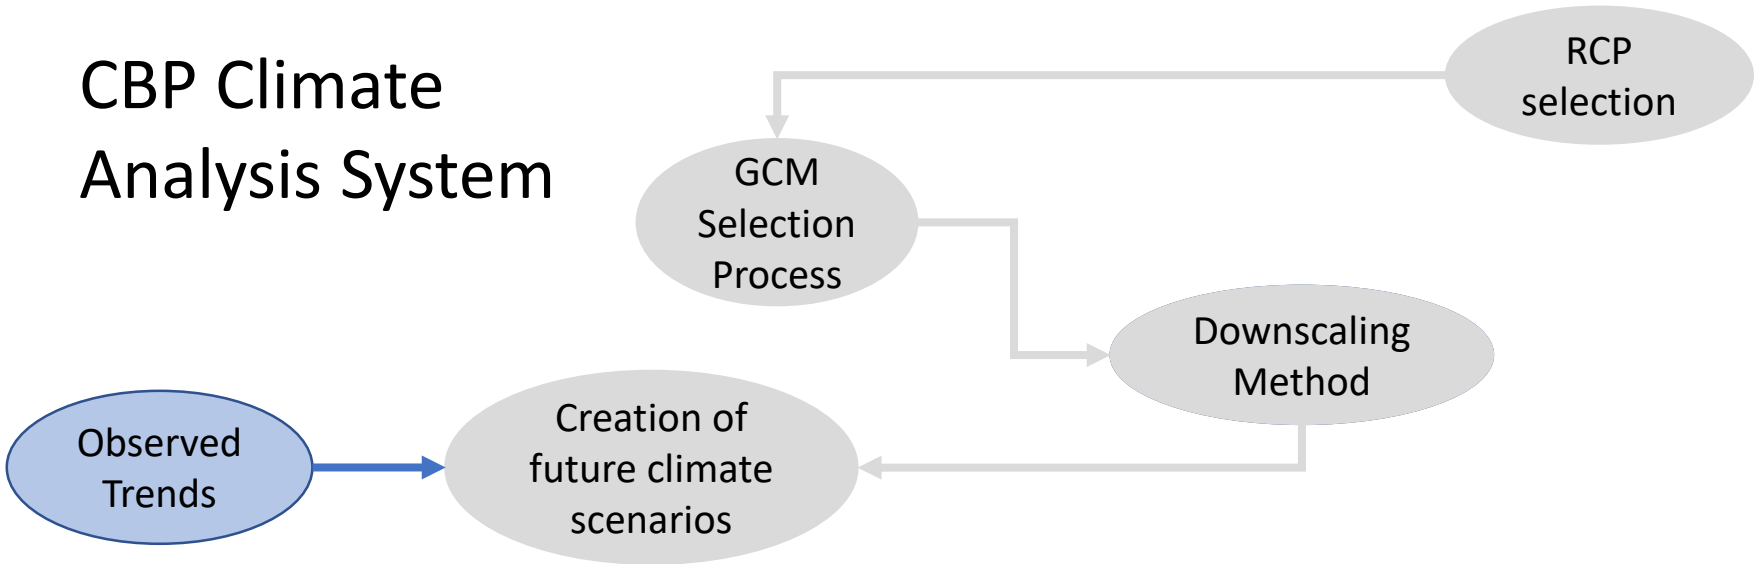 CBP Climate
Analysis System
RCP
selection
GCM
Selection
Process
Downscaling
Method
Creation of
future climate
scenarios
Observed
Trends